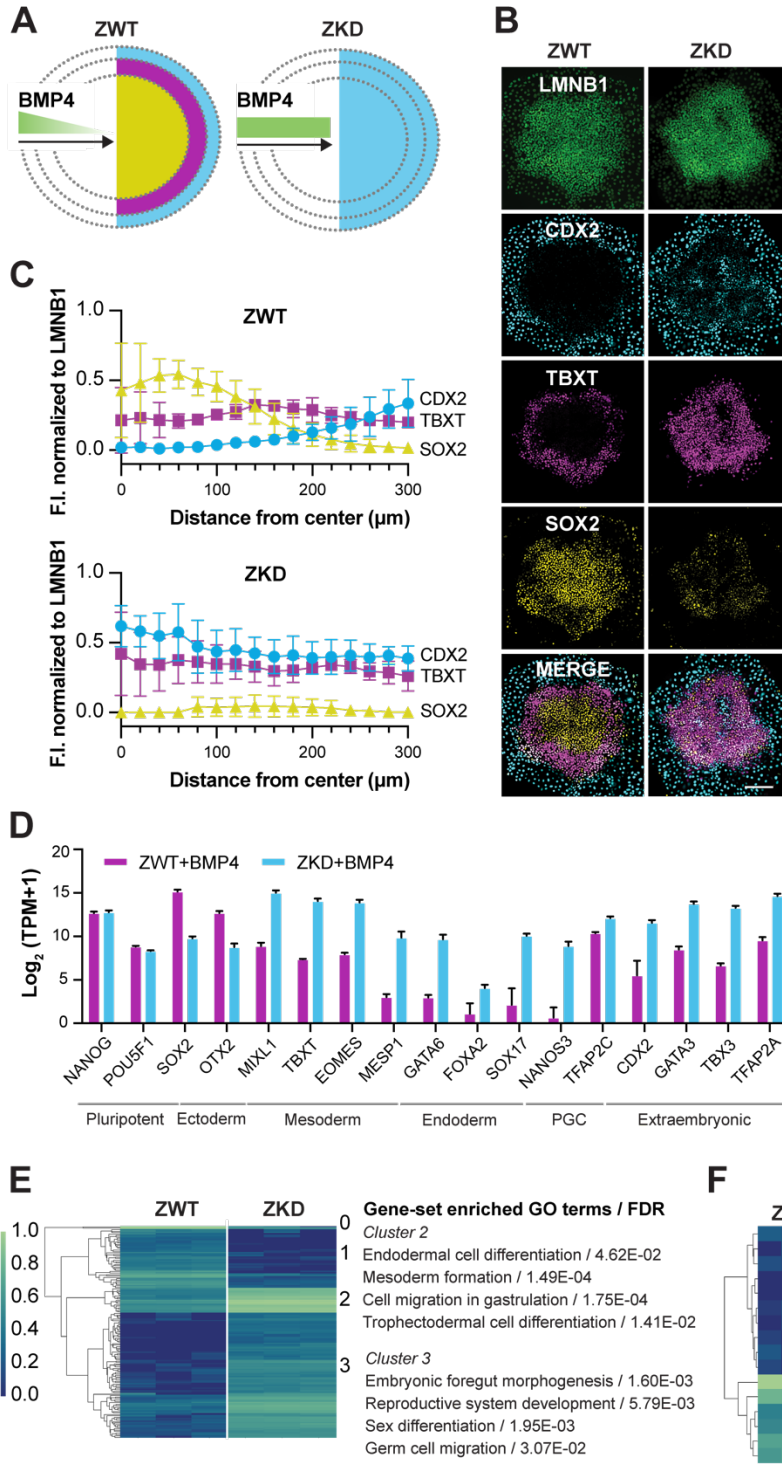 A
ZWT
ZKD
BMP4
BMP4
B
ZWT
ZKD
LMNB1
CDX2
TBXT
SOX2
MERGE
C
F.I. normalized to LMNB1
1.0
0.5
0.0
ZWT
CDX2
TBXT
SOX2
0
100
200
300
Distance from center (μm)
F.I. normalized to LMNB1
1.0
0.5
0.0
ZKD
CDX2
TBXT
SOX2
0
100
200
300
Distance from center (μm)
D
Log2 (TPM+1)
20
15
10
5
0
ZWT+BMP4
ZKD+BMP4
NANOG
POU5F1
SOX2
OTX2
MIXL1
TBXT
EOMES
MESP1
GATA6
FOXA2
SOX17
NANOS3
TFAP2C
CDX2
GATA3
TBX3
TFAP2A
Pluripotent
Ectoderm
Mesoderm
Endoderm
PGC
Extraembryonic
E
1.0
0.8
0.6
0.4
0.2
0.0
ZWT
ZKD
0
1
2
3
Gene-set enriched GO terms / FDR
Cluster 2
Endodermal cell differentiation / 4.62E-02
Mesoderm formation / 1.49E-04
Cell migration in gastrulation / 1.75E-04
Trophectodermal cell differentiation / 1.41E-02
Cluster 3
Embryonic foregut morphogenesis / 1.60E-03
Reproductive system development / 5.79E-03
Sex differentiation / 1.95E-03
Germ cell migration / 3.07E-02
F